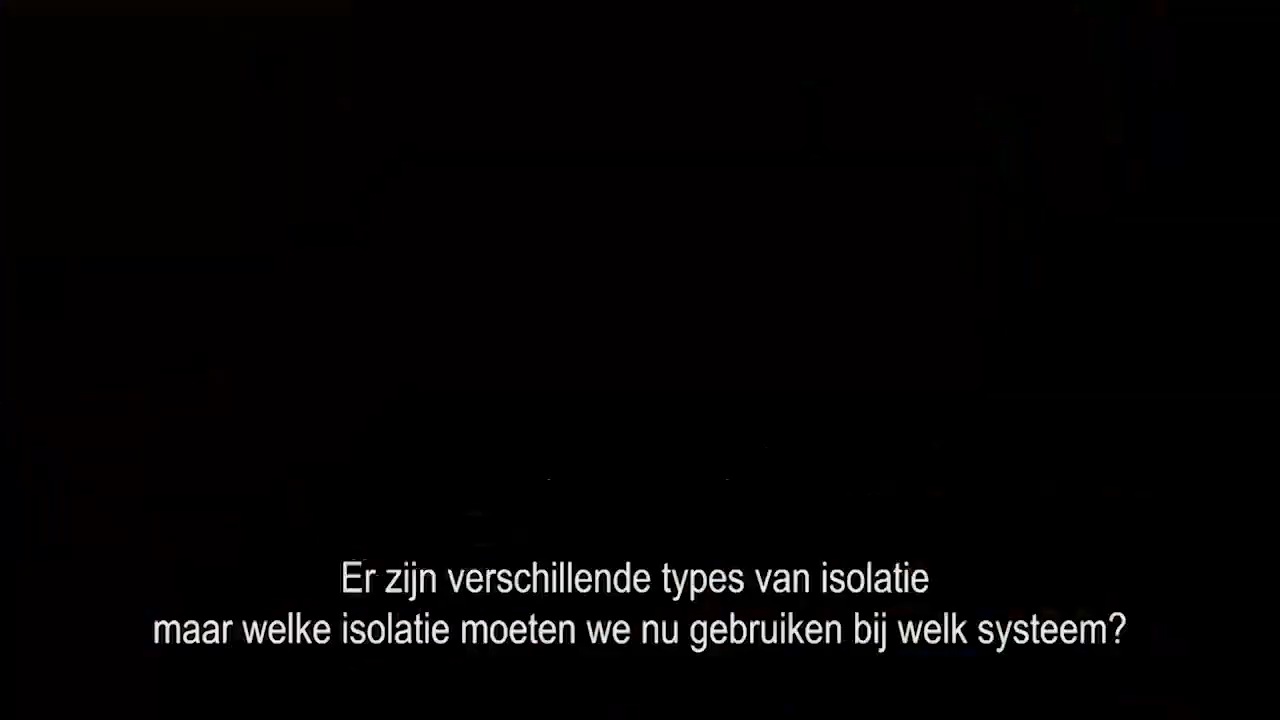 Er zijn verschillende types van isolatie
maar welke isolatie moeten we nu gebruiken bij welk systeem?